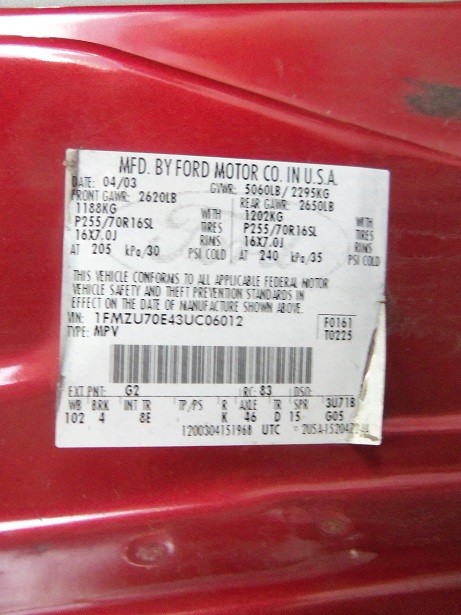 MFD. BY FORD MOTOR CO. IN U.S.A.
DATE: 04/03 GVWR: 5060LB/2295KG
FRONT GAWR: 2620LB REAR GAWR: 2650LB
1188KG WITH 1202KG WITH
P255/70R16SL TIRES P255/70R16SL TIRES
16X7.0J RIMS 16X7.0J RIMS
AT 205 kPa/30 PSI COLD AT 240 kPa/35 PSI COLD
THIS VEHICLE CONFORMS TO ALL APPLICABLE FEDERAL MOTOR
VEHICLE SAFETY AND THEFT PREVENTION STANDARDS IN
EFFECT ON THE DATE OF MANUFACTURE SHOWN ABOVE.
VIN: 1FMZU70E43UC06012 F0161
TYPE: MPV T0225
EXT PNT: G2 RC: 83 DSO:
WB BRK INT TR TP/PS R AXLE TR SPR 3U71B
102 4 8E K 46 D 15 G05
1200304151968 UTC